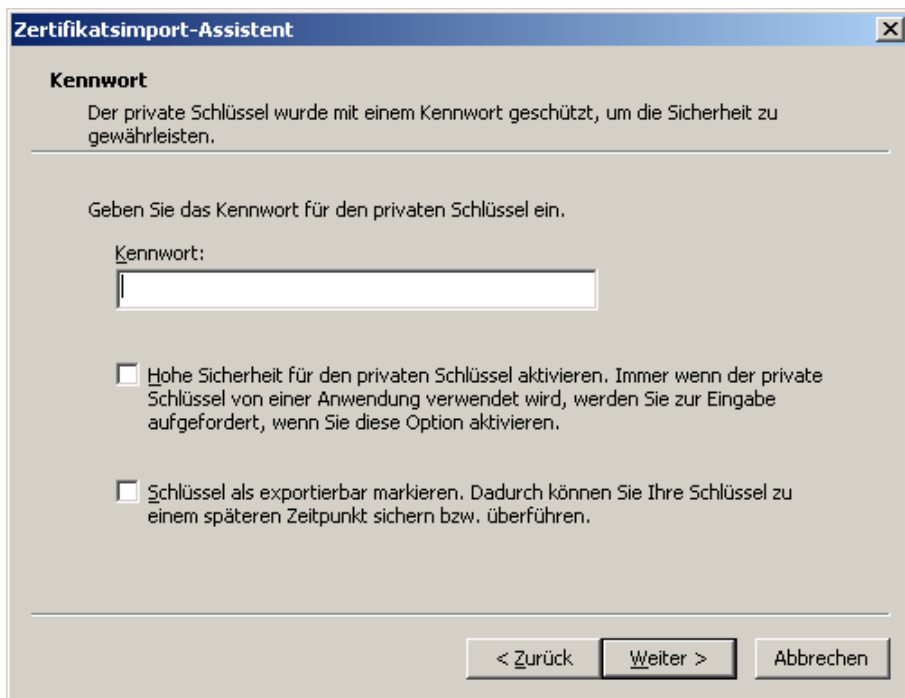 Zertifikatsimport-Assistent
Kennwort
Der private Schlüssel wurde mit einem Kennwort geschützt, um die Sicherheit zu
gewährleisten.
Geben Sie das Kennwort für den privaten Schlüssel ein.
Kennwort:
Hohe Sicherheit für den privaten Schlüssel aktivieren. Immer wenn der private
Schlüssel von einer Anwendung verwendet wird, werden Sie zur Eingabe
aufgefordert, wenn Sie diese Option aktivieren.
Schlüssel als exportierbar markieren. Dadurch können Sie Ihre Schlüssel zu
einem späteren Zeitpunkt sichern bzw. überführen.
< Zurück Weiter > Abbrechen